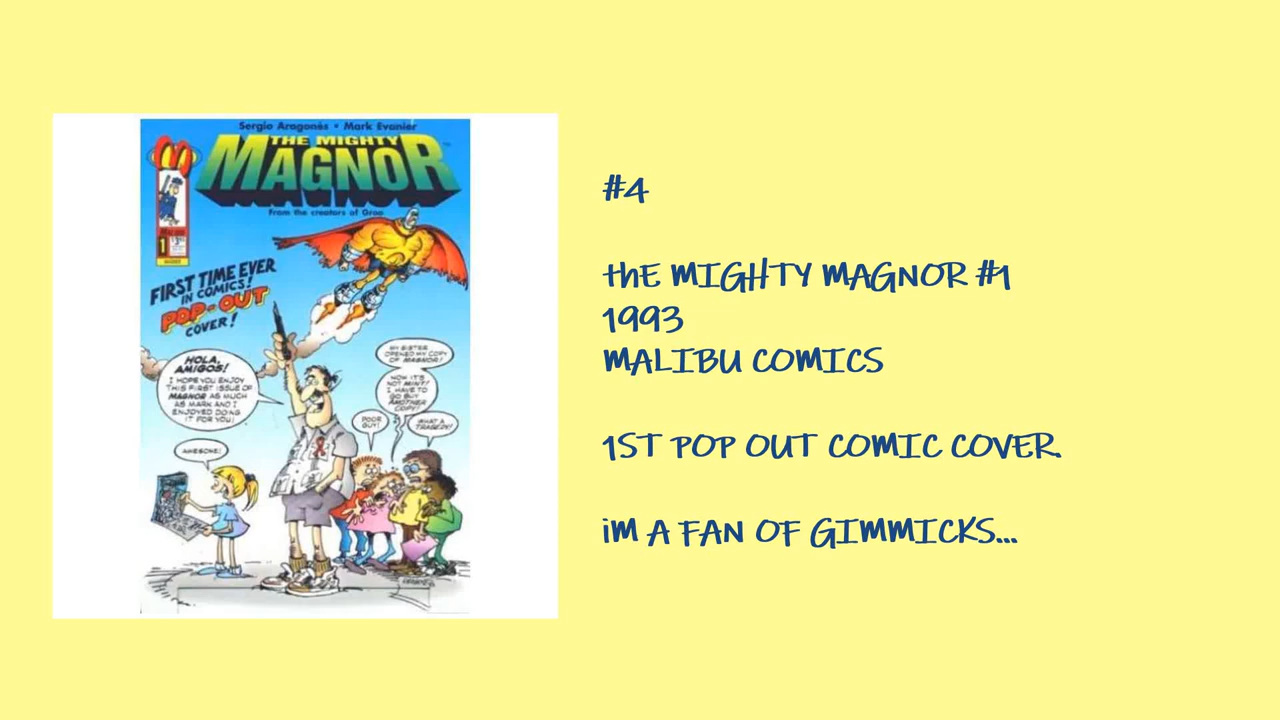 Sergio Aragonés • Mark Evanier
THE MIGHTY
MAGNOR
From the creators of Groo
1
FIRST TIME EVER
IN COMICS!
POP-OUT
COVER!
HOLA,
AMIGOS!
I HOPE YOU ENJOY
THIS FIRST ISSUE OF
MAGNOR AS MUCH
AS MARK AND I
ENJOYED DOING
IT FOR YOU!
MY SISTER
OPENED MY COPY
OF MAGNOR!
NOW IT'S
NOT MINT!
I HAVE TO
GO BUY
ANOTHER
COPY!
POOR
GUY!
WHAT A
TRAGEDY!
AWESOME!
#4
thE MIGHTY MAGNOR #1
1993
MALIBU COMICS
1ST POP OUT COMIC COVER.
iM A FAN OF GIMMICKS...